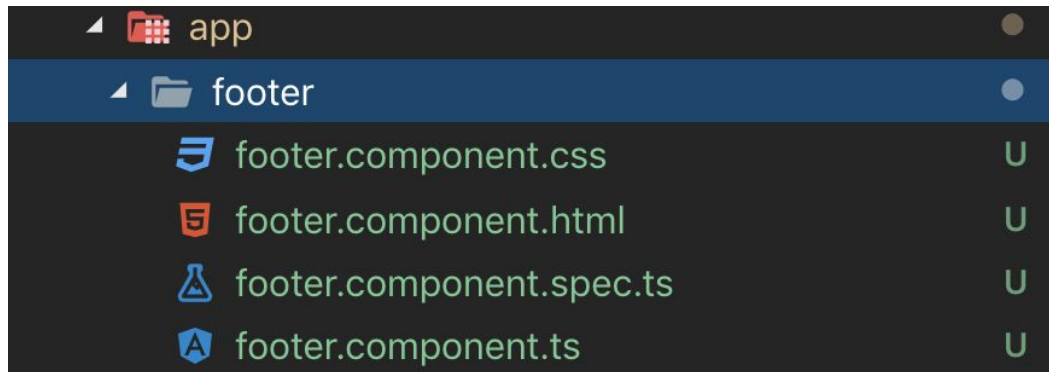 app
footer
footer.component.css U
footer.component.html U
footer.component.spec.ts U
footer.component.ts U